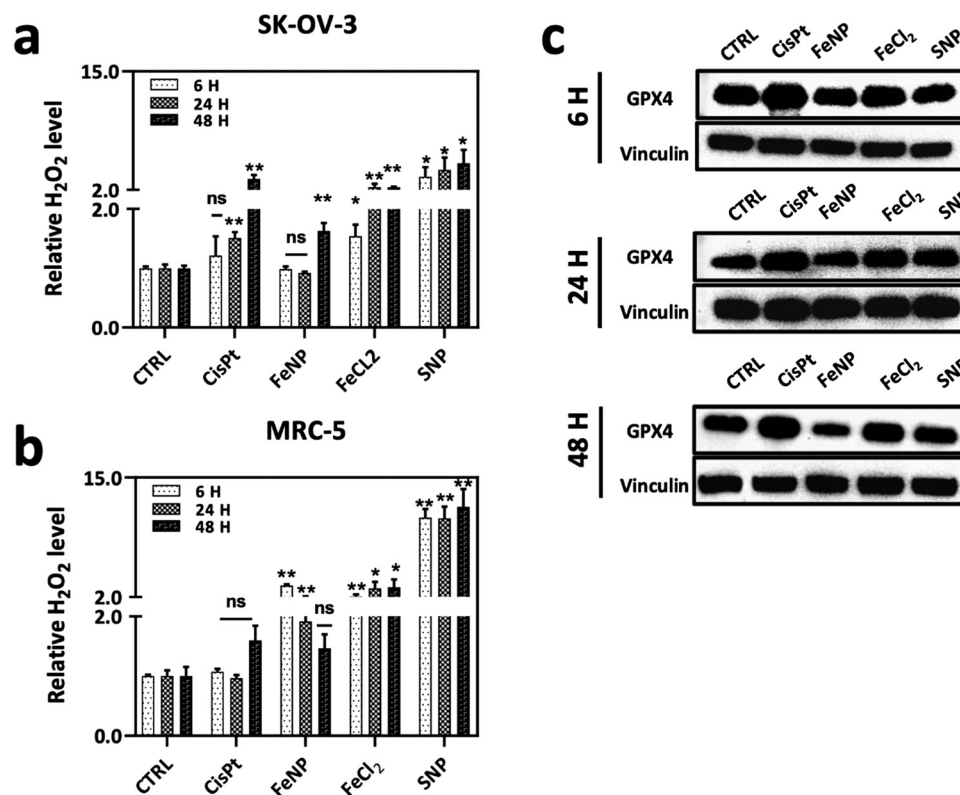 a
SK-OV-3
Relative H₂O₂ level
15.0
2.0
2.0
0.0
6 H
24 H
48 H
ns
**
**
ns
**
*
**
**
*
*
*
CTRL
CisPt
FeNP
FeCL2
SNP
b
MRC-5
Relative H₂O₂ level
15.0
2.0
2.0
0.0
6 H
24 H
48 H
ns
**
**
ns
**
*
*
**
**
**
CTRL
CisPt
FeNP
FeCl₂
SNP
c
CTRL CisPt FeNP FeCl₂ SNP
6 H
GPX4
Vinculin
CTRL CisPt FeNP FeCl₂ SNP
24 H
GPX4
Vinculin
CTRL CisPt FeNP FeCl₂ SNP
48 H
GPX4
Vinculin